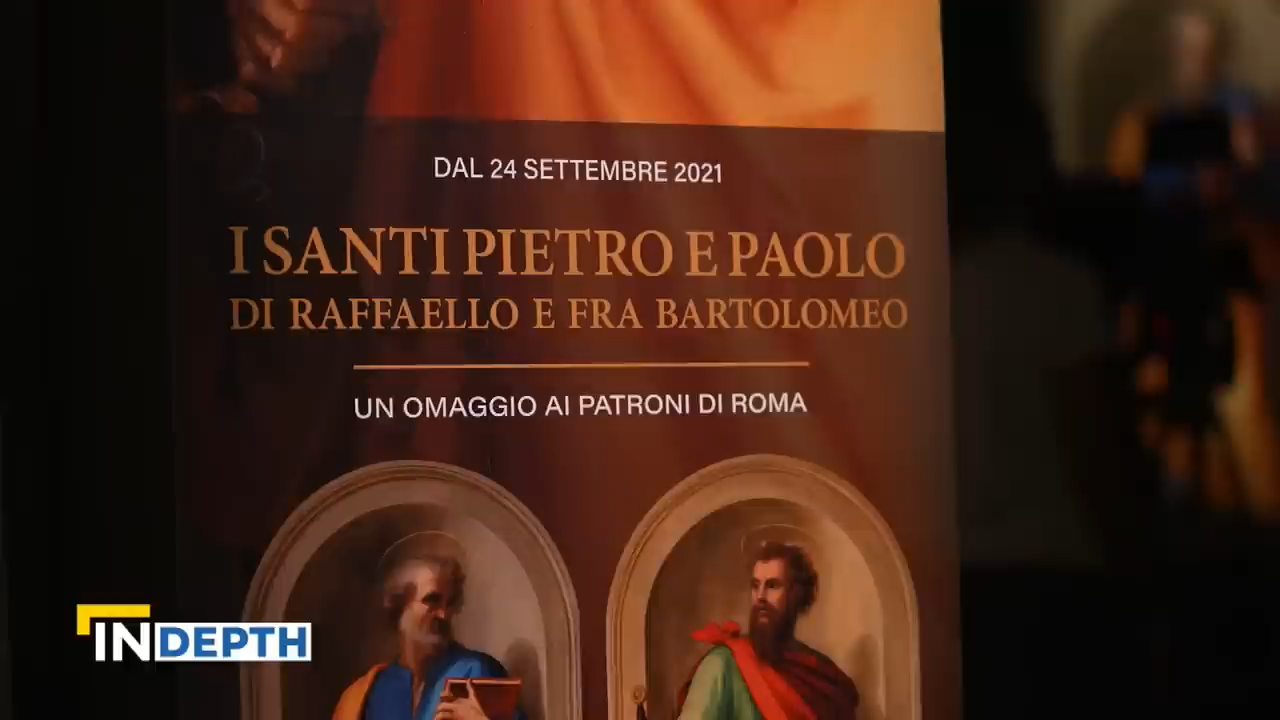 DAL 24 SETTEMBRE 2021
I SANTI PIETRO E PAOLO
DI RAFFAELLO E FRA BARTOLOMEO
UN OMAGGIO AI PATRONI DI ROMA
INDEPTH